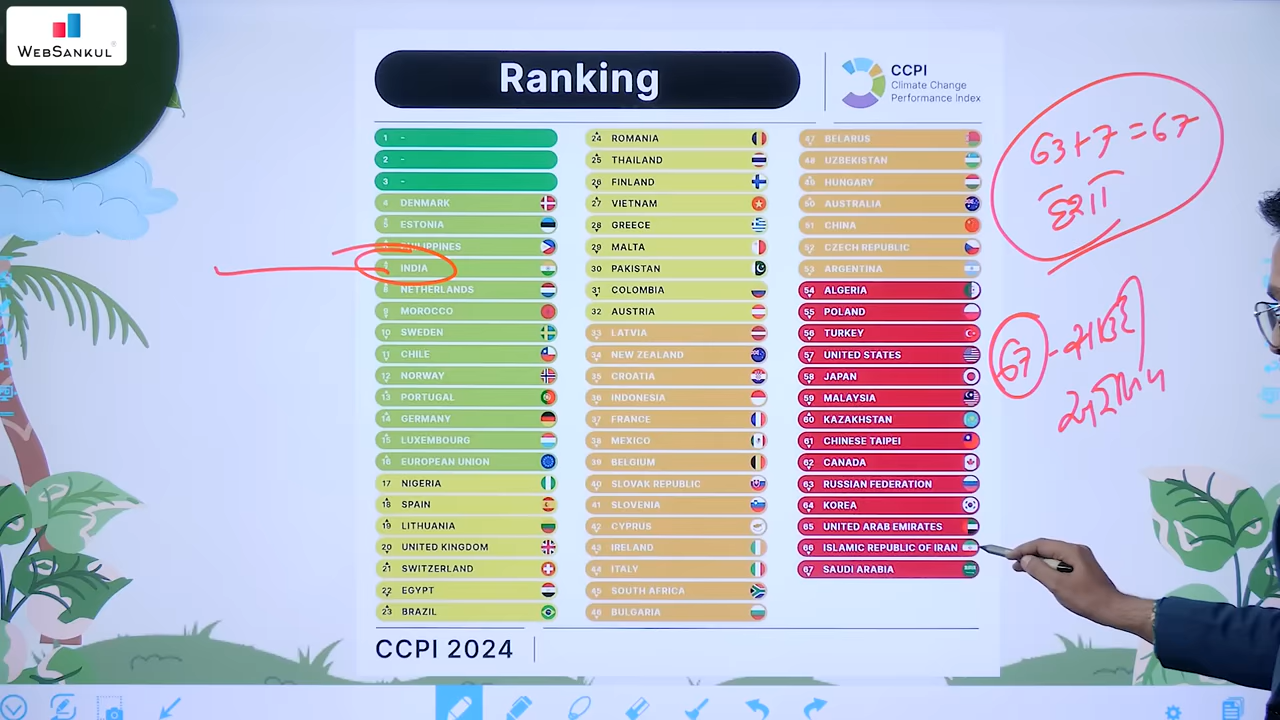 WEBSANKUL
Ranking
CCPI
Climate Change
Performance Index
1 -
2 -
3 -
4 DENMARK
5 ESTONIA
PHILIPPINES
INDIA
8 NETHERLANDS
9 MOROCCO
10 SWEDEN
11 CHILE
12 NORWAY
13 PORTUGAL
14 GERMANY
15 LUXEMBOURG
16 EUROPEAN UNION
17 NIGERIA
18 SPAIN
19 LITHUANIA
20 UNITED KINGDOM
21 SWITZERLAND
22 EGYPT
23 BRAZIL
24 ROMANIA
25 THAILAND
26 FINLAND
27 VIETNAM
28 GREECE
29 MALTA
30 PAKISTAN
31 COLOMBIA
32 AUSTRIA
33 LATVIA
34 NEW ZEALAND
35 CROATIA
36 INDONESIA
37 FRANCE
38 MEXICO
39 BELGIUM
40 SLOVAK REPUBLIC
41 SLOVENIA
42 CYPRUS
43 IRELAND
44 ITALY
45 SOUTH AFRICA
46 BULGARIA
47 BELARUS
48 UZBEKISTAN
49 HUNGARY
50 AUSTRALIA
51 CHINA
52 CZECH REPUBLIC
53 ARGENTINA
54 ALGERIA
55 POLAND
56 TURKEY
57 UNITED STATES
58 JAPAN
59 MALAYSIA
60 KAZAKHSTAN
61 CHINESE TAIPEI
62 CANADA
63 RUSSIAN FEDERATION
64 KOREA
65 UNITED ARAB EMIRATES
66 ISLAMIC REPUBLIC OF IRAN
67 SAUDI ARABIA
CCPI 2024
63+7=67
67 -